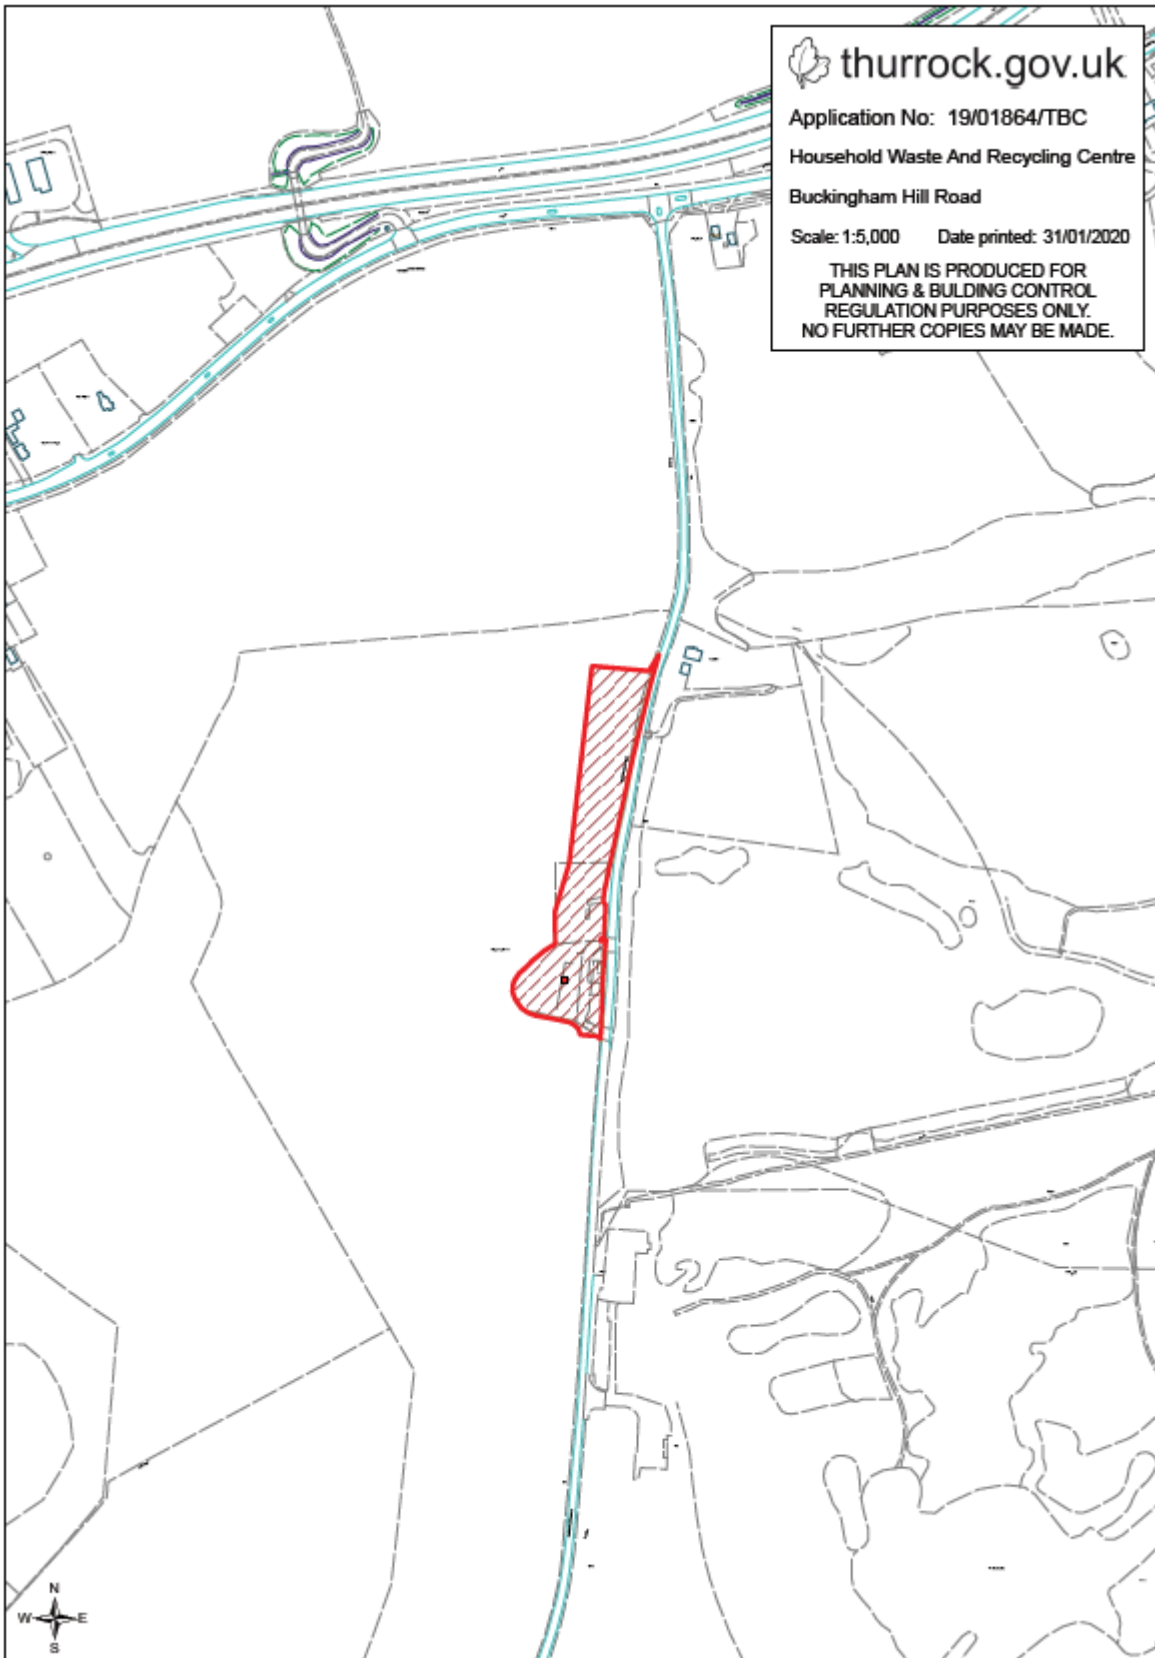 thurrock.gov.uk
Application No: 19/01864/TBC
Household Waste And Recycling Centre
Buckingham Hill Road
Scale: 1:5,000 Date printed: 31/01/2020
THIS PLAN IS PRODUCED FOR
PLANNING & BULDING CONTROL
REGULATION PURPOSES ONLY.
NO FURTHER COPIES MAY BE MADE.
N
W E
S